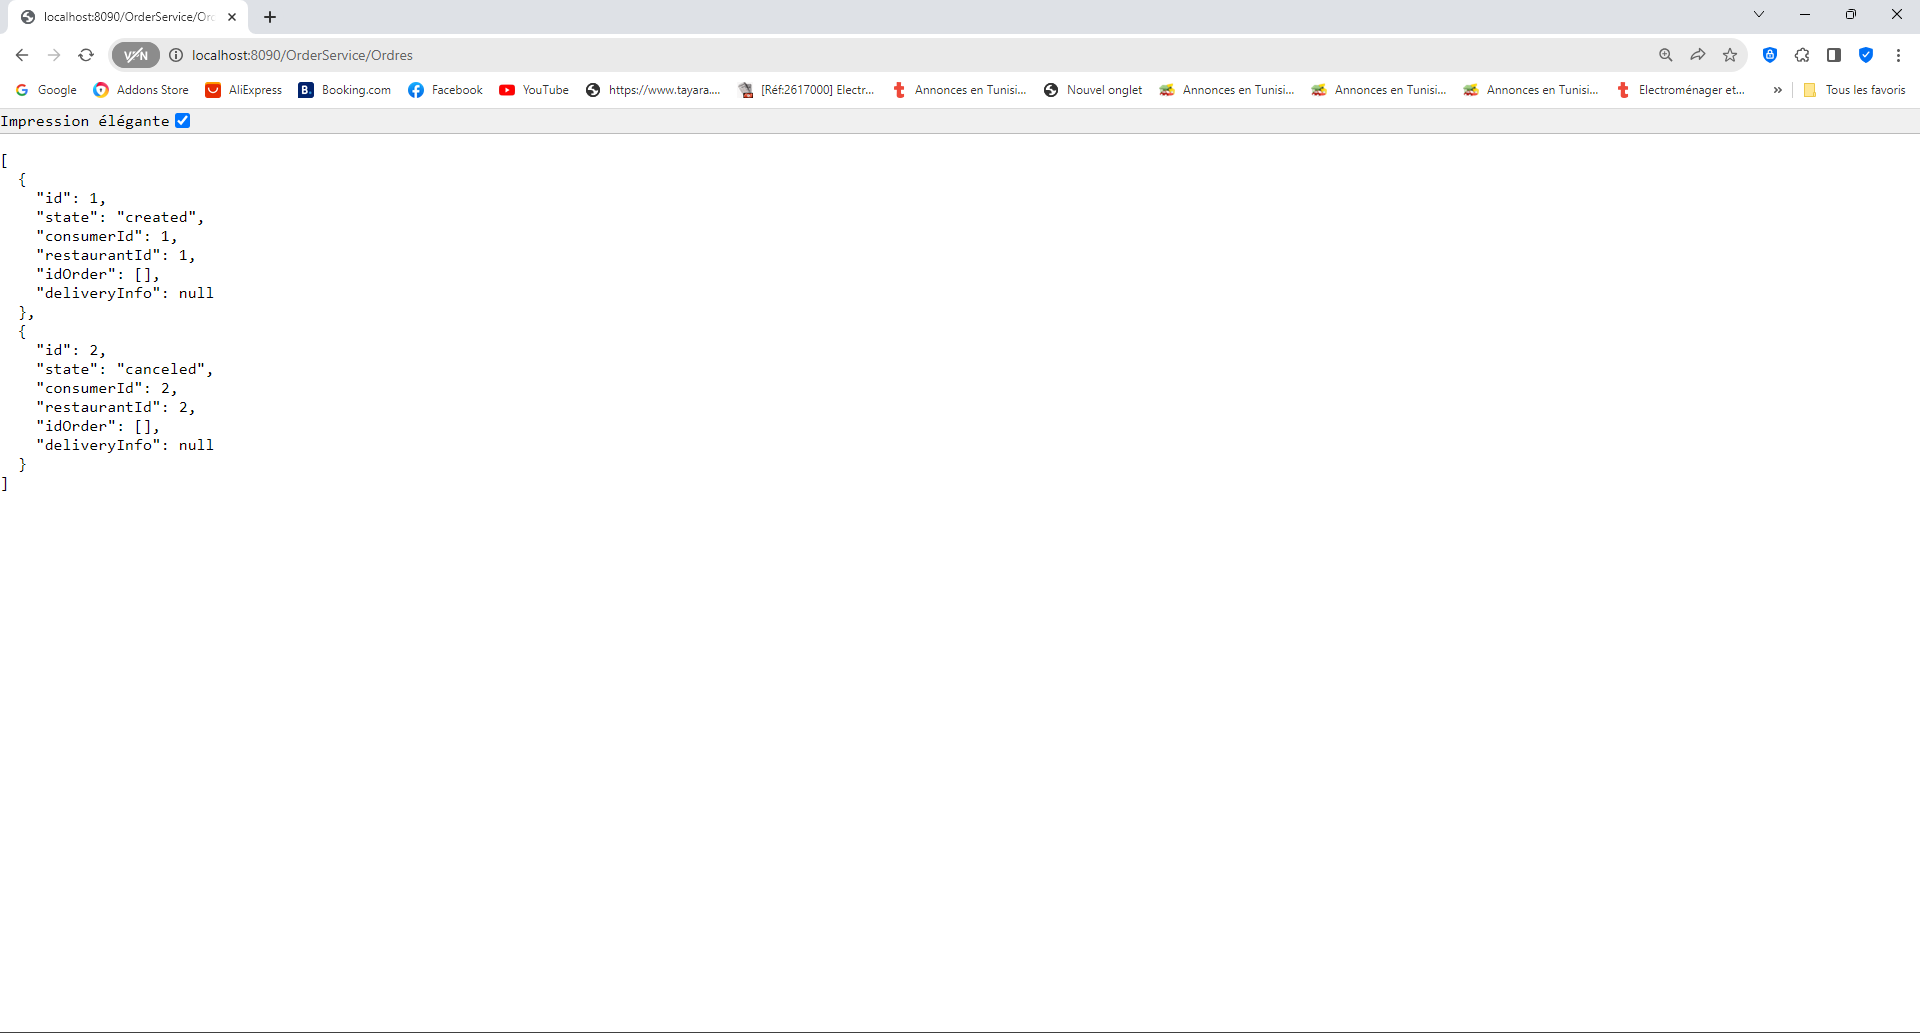 localhost:8090/OrderService/Orc
VPN
localhost:8090/OrderService/Ordres
Google
Addons Store
AliExpress
B.
Booking.com
Facebook
YouTube
https://www.tayara....
[Réf:2617000] Electr...
Annonces en Tunisi...
Nouvel onglet
Annonces en Tunisi...
Annonces en Tunisi...
Annonces en Tunisi...
Electroménager et...
»
Tous les favoris
Impression élégante
[
{
"id": 1,
"state": "created",
"consumerId": 1,
"restaurantId": 1,
"idOrder": [],
"deliveryInfo": null
},
{
"id": 2,
"state": "canceled",
"consumerId": 2,
"restaurantId": 2,
"idOrder": [],
"deliveryInfo": null
}
]